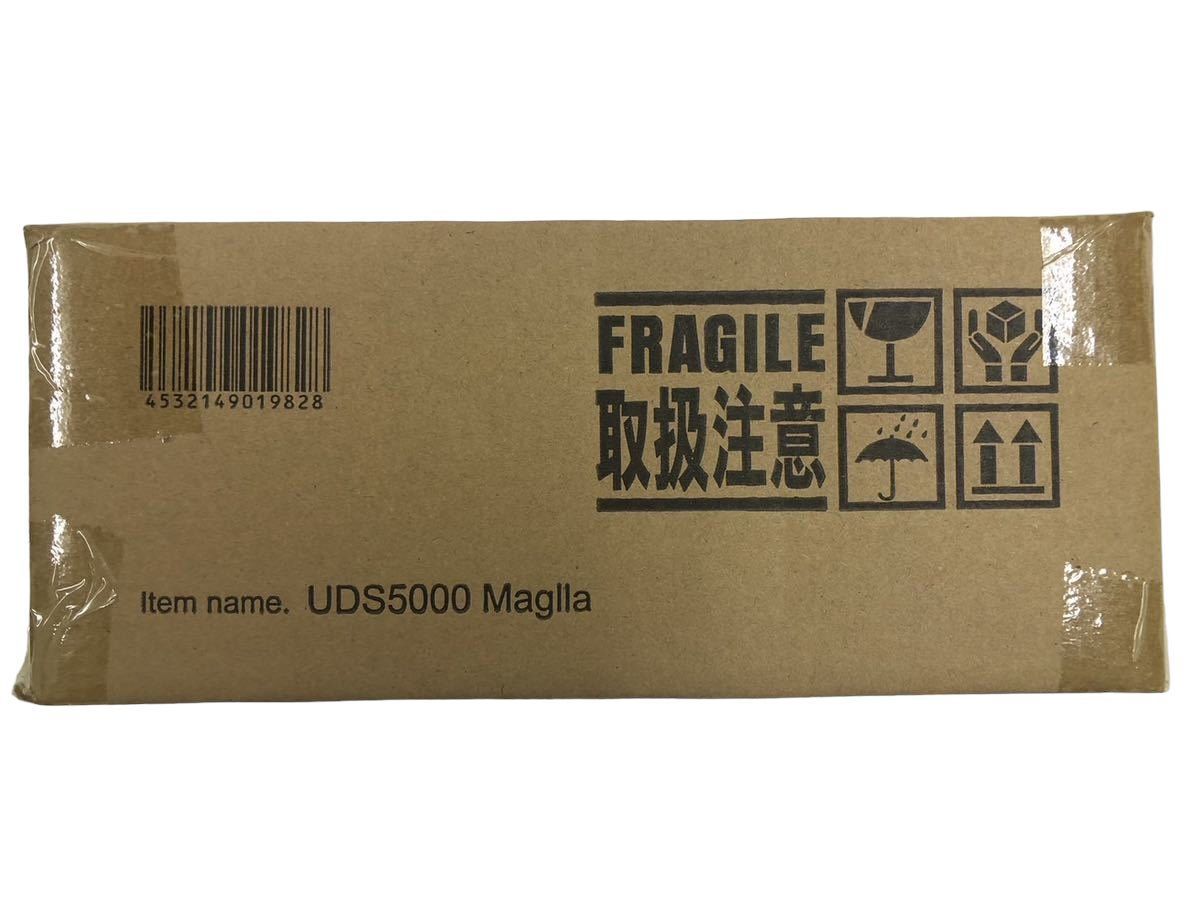 4532149019828
FRAGILE
取扱注意
Item name. UDS5000 Maglla